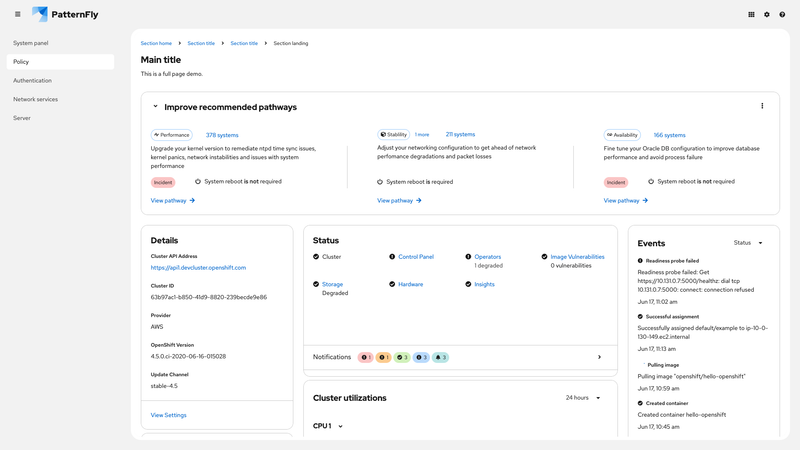 PatternFly
System panel
Policy
Authentication
Network services
Server
Section home
Section title
Section title
Section landing
Main title
This is a full page demo.
Improve recommended pathways
Performance
378 systems
Upgrade your kernel version to remediate ntpd time sync issues,
kernel panics, network instabilities and issues with system
performance
Incident
System reboot is not required
View pathway
Stability
1 more
211 systems
Adjust your networking configuration to get ahead of network
perfomance degradations and packet losses
System reboot is required
View pathway
Availability
166 systems
Fine tune your Oracle DB configuration to improve database
performance and avoid process failure
Incident
System reboot is not required
View pathway
Details
Cluster API Address
https://api1.devcluster.openshift.com
Cluster ID
63b97ac1-b850-41d9-8820-239becde9e86
Provider
AWS
OpenShift Version
4.5.0.ci-2020-06-16-015028
Update Channel
stable-4.5
View Settings
Status
Cluster
Control Panel
Operators
1 degraded
Image Vulnerabilities
0 vulnerabilities
Storage
Degraded
Hardware
Insights
Notifications
1
1
3
3
3
Cluster utilizations
24 hours
CPU 1
Events
Status
Readiness probe failed
Readiness probe failed: Get
https://10.131.0.7:5000/healthz: dial tcp
10.131.0.7:5000: connect: connection refused
Jun 17, 11:02 am
Successful assignment
Successfully assigned default/example to ip-10-0-
130-149.ec2.internal
Jun 17, 11:13 am
Pulling image
Pulling image "openshift/hello-openshift"
Jun 17, 10:59 am
Created container
Created container hello-openshift
Jun 17, 10:45 am